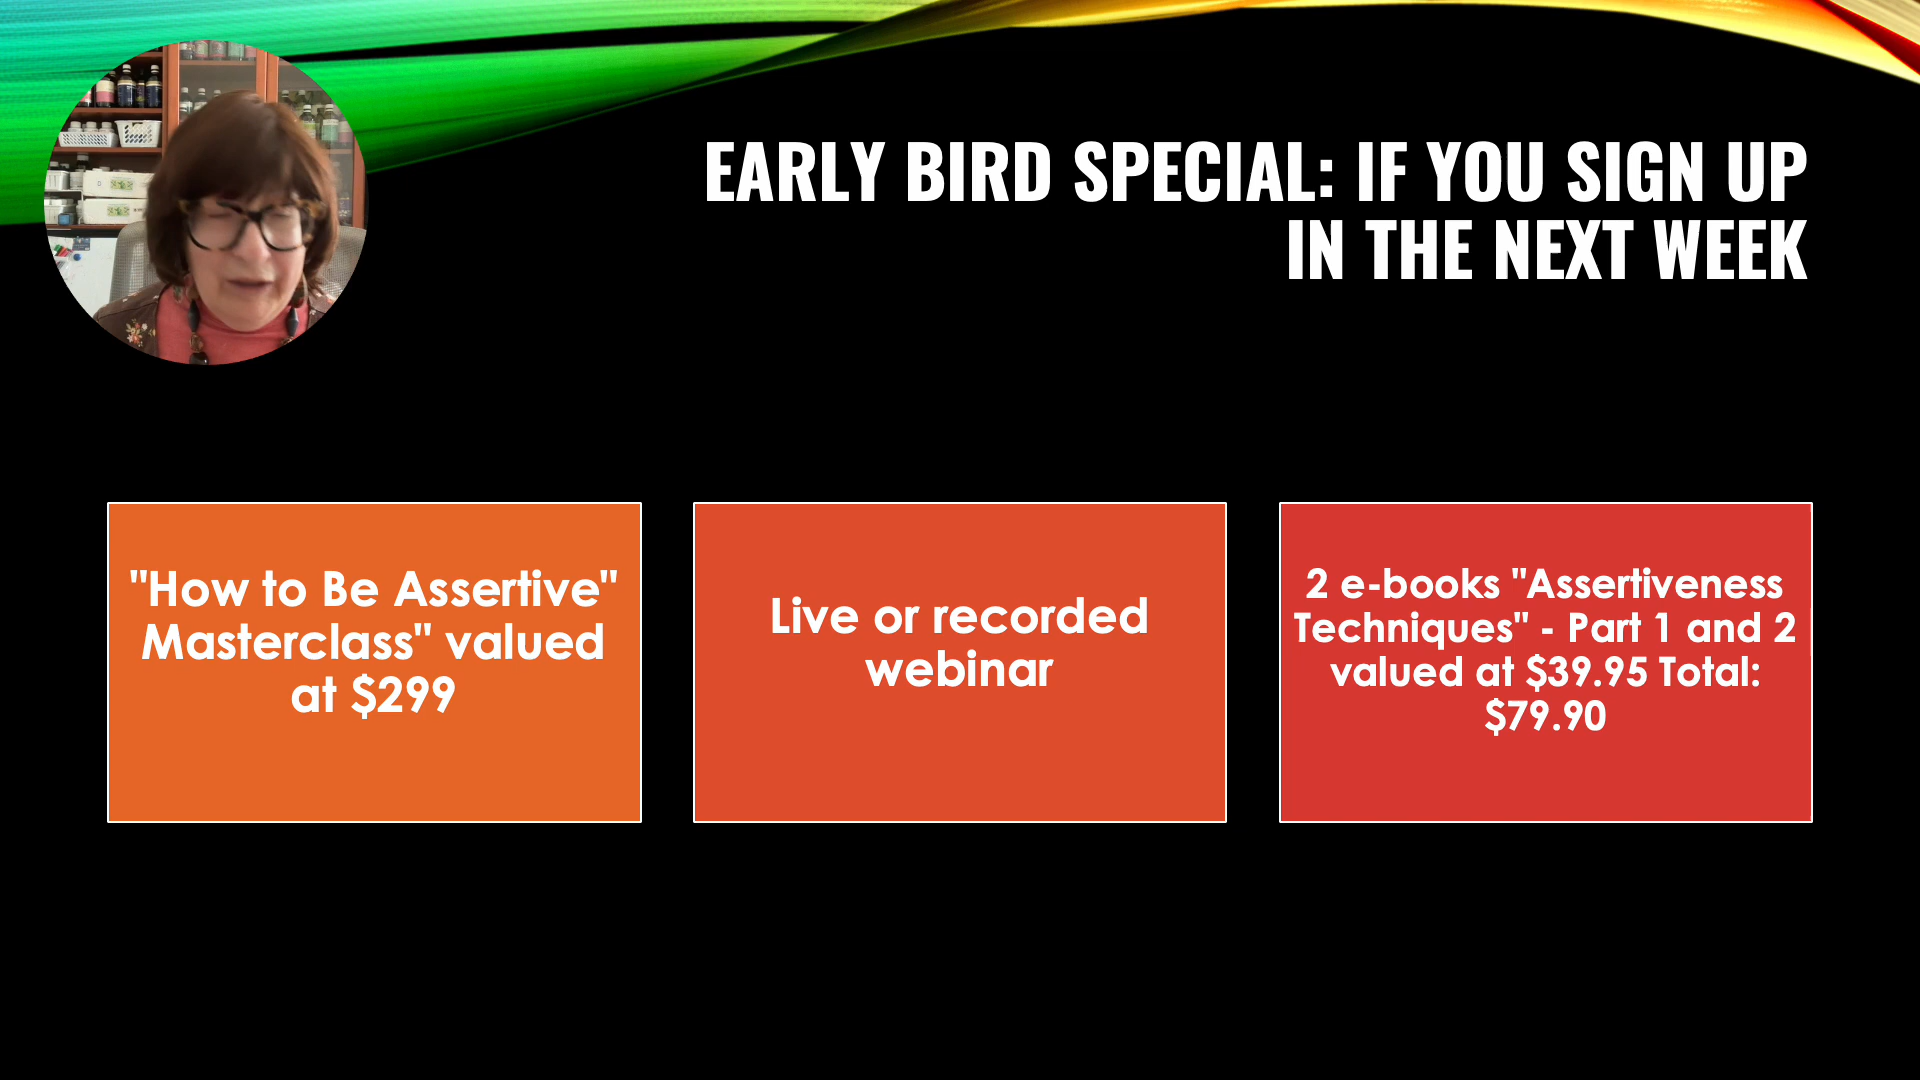 EARLY BIRD SPECIAL: IF YOU SIGN UP
IN THE NEXT WEEK
"How to Be Assertive"
Masterclass" valued
at $299
Live or recorded
webinar
2 e-books "Assertiveness
Techniques" - Part 1 and 2
valued at $39.95 Total:
$79.90